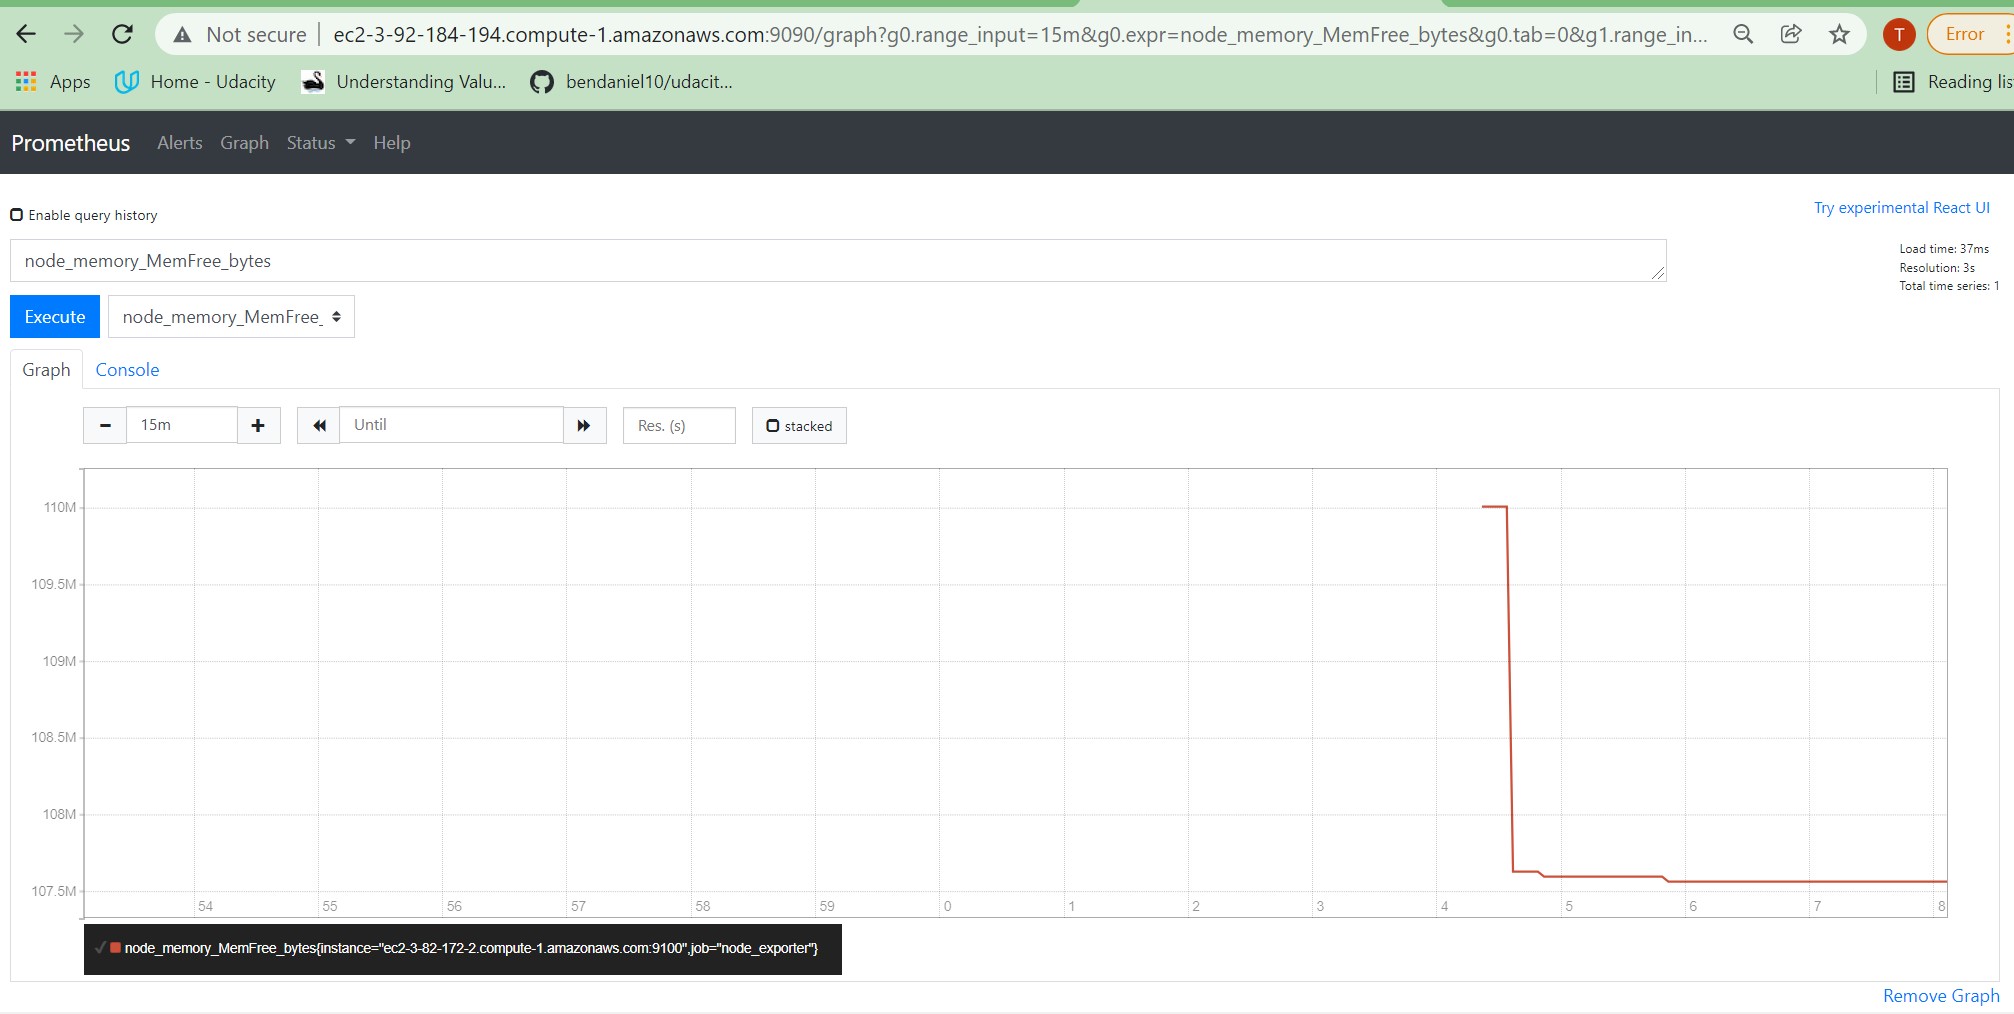 Not secure | ec2-3-92-184-194.compute-1.amazonaws.com:9090/graph?g0.range_input=15m&g0.expr=node_memory_MemFree_bytes&g0.tab=0&g1.range_in... T Error
Apps Home - Udacity Understanding Valu... bendaniel10/udacit... Reading lis
Prometheus Alerts Graph Status Help
Enable query history
Try experimental React UI
node_memory_MemFree_bytes
Load time: 37ms
Resolution: 3s
Total time series: 1
Execute node_memory_MemFree_
Graph Console
15m Until Res. (s) stacked
110M
109.5M
109M
108.5M
108M
107.5M
54 55 56 57 58 59 0 1 2 3 4 5 6 7 8
node_memory_MemFree_bytes{instance="ec2-3-82-172-2.compute-1.amazonaws.com:9100",job="node_exporter"}
Remove Graph